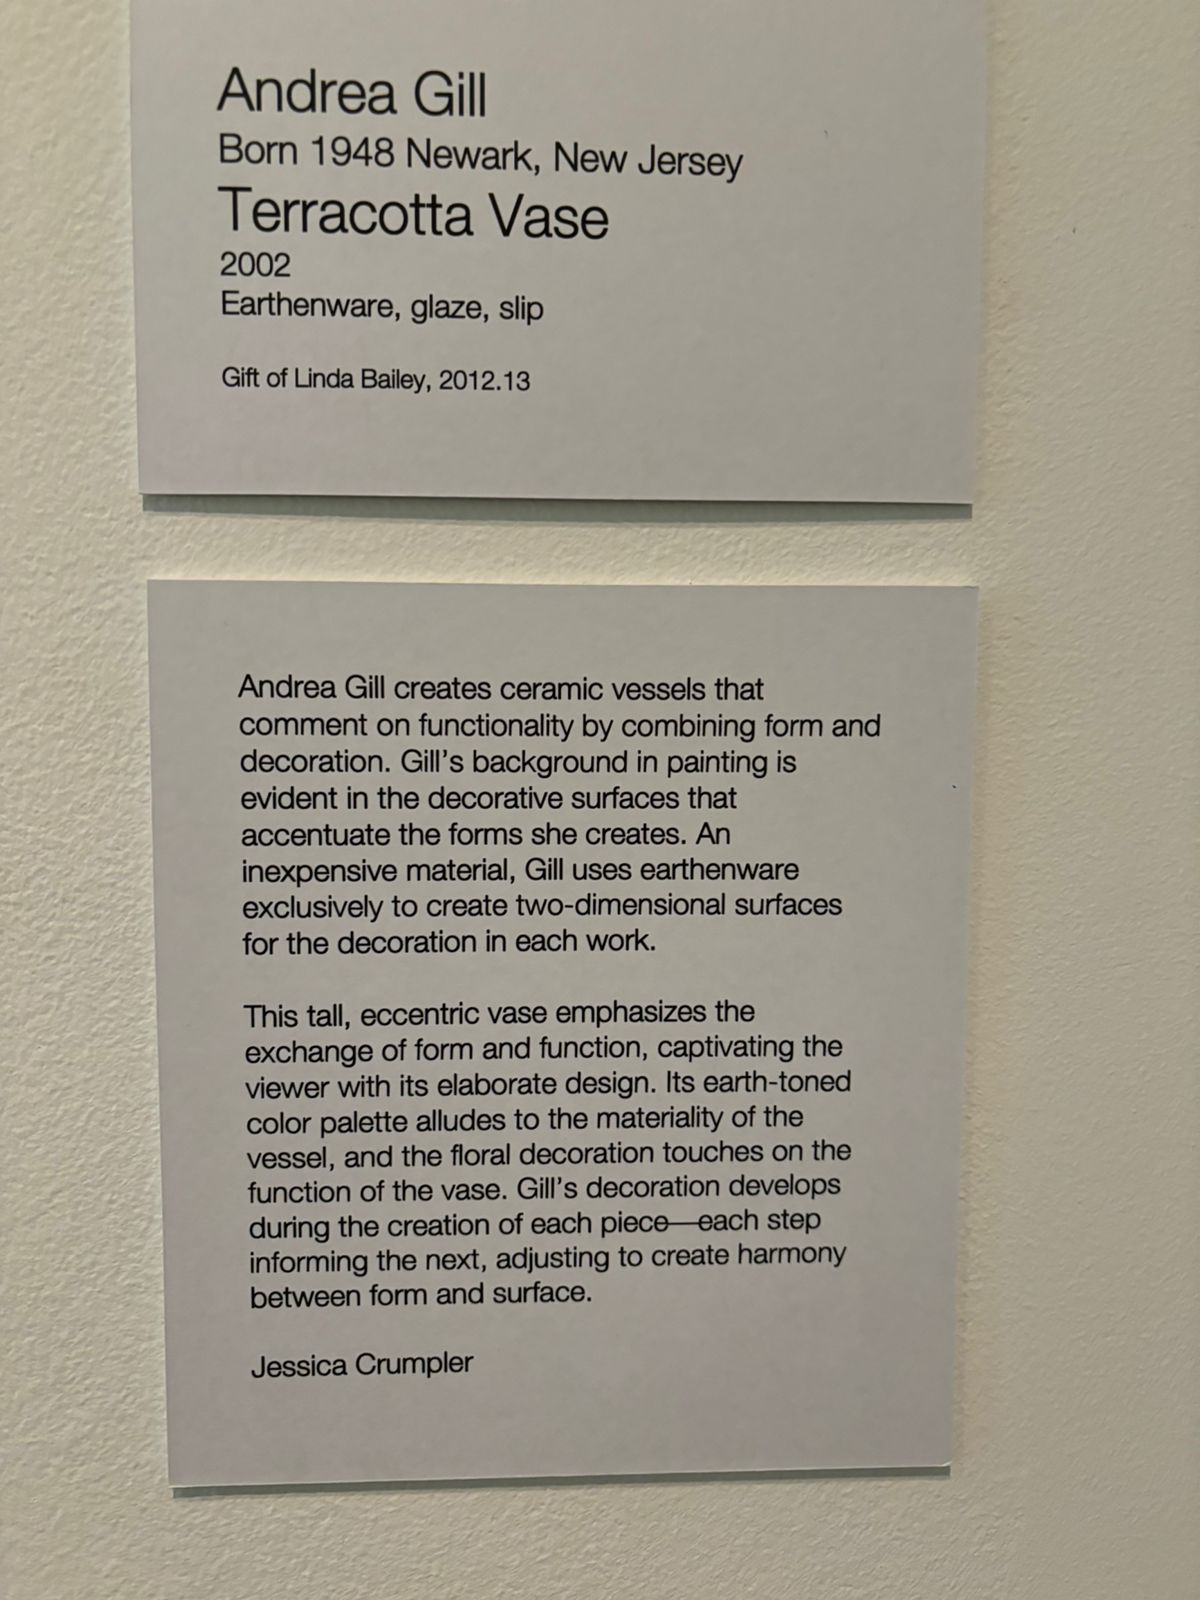 Andrea Gill
Born 1948 Newark, New Jersey
Terracotta Vase
2002
Earthenware, glaze, slip
Gift of Linda Bailey, 2012.13
Andrea Gill creates ceramic vessels that
comment on functionality by combining form and
decoration. Gill's background in painting is
evident in the decorative surfaces that
accentuate the forms she creates. An
inexpensive material, Gill uses earthenware
exclusively to create two-dimensional surfaces
for the decoration in each work.
This tall, eccentric vase emphasizes the
exchange of form and function, captivating the
viewer with its elaborate design. Its earth-toned
color palette alludes to the materiality of the
vessel, and the floral decoration touches on the
function of the vase. Gill's decoration develops
during the creation of each piece—each step
informing the next, adjusting to create harmony
between form and surface.
Jessica Crumpler